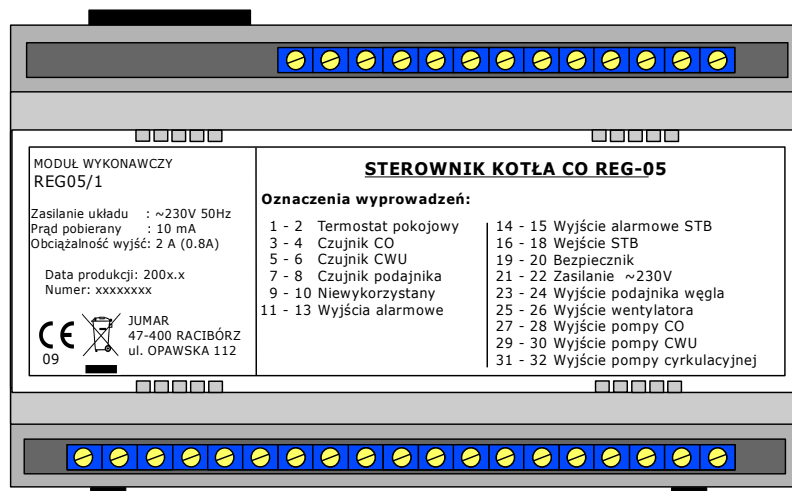 MODUŁ WYKONAWCZY
REG05/1
Zasilanie układu : ~230V 50Hz
Prąd pobierany : 10 mA
Obciążalność wyjść: 2 A (0.8A)
Data produkcji: 200x.x
Numer: xxxxxxxx
CE
09
JUMAR
47-400 RACIBÓRZ
ul. OPAWSKA 112
STEROWNIK KOTŁA CO REG-05
Oznaczenia wyprowadzeń:
1 - 2 Termostat pokojowy
3 - 4 Czujnik CO
5 - 6 Czujnik CWU
7 - 8 Czujnik podajnika
9 - 10 Niewykorzystany
11 - 13 Wyjścia alarmowe
14 - 15 Wyjście alarmowe STB
16 - 18 Wejście STB
19 - 20 Bezpiecznik
21 - 22 Zasilanie ~230V
23 - 24 Wyjście podajnika węgla
25 - 26 Wyjście wentylatora
27 - 28 Wyjście pompy CO
29 - 30 Wyjście pompy CWU
31 - 32 Wyjście pompy cyrkulacyjnej